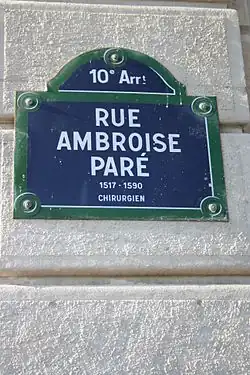 10e Arrt
RUE
AMBROISE
PARÉ
1517 - 1590
CHIRURGIEN